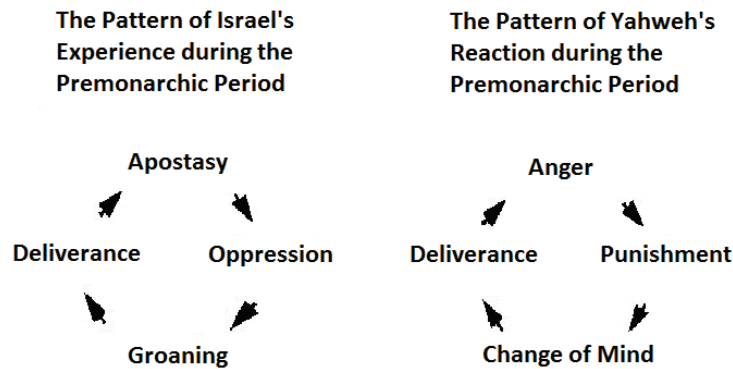 The Pattern of Israel's
Experience during the
Premonarchic Period
The Pattern of Yahweh's
Reaction during the
Premonarchic Period
Apostasy
Deliverance
Oppression
Groaning
Anger
Deliverance
Punishment
Change of Mind